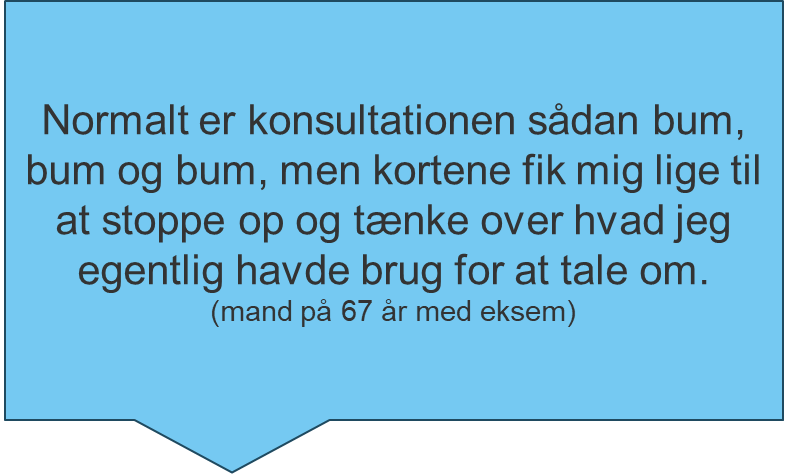 Normalt er konsultationen sådan bum,
bum og bum, men kortene fik mig lige til
at stoppe op og tænke over hvad jeg
egentlig havde brug for at tale om.
(mand på 67 år med eksem)